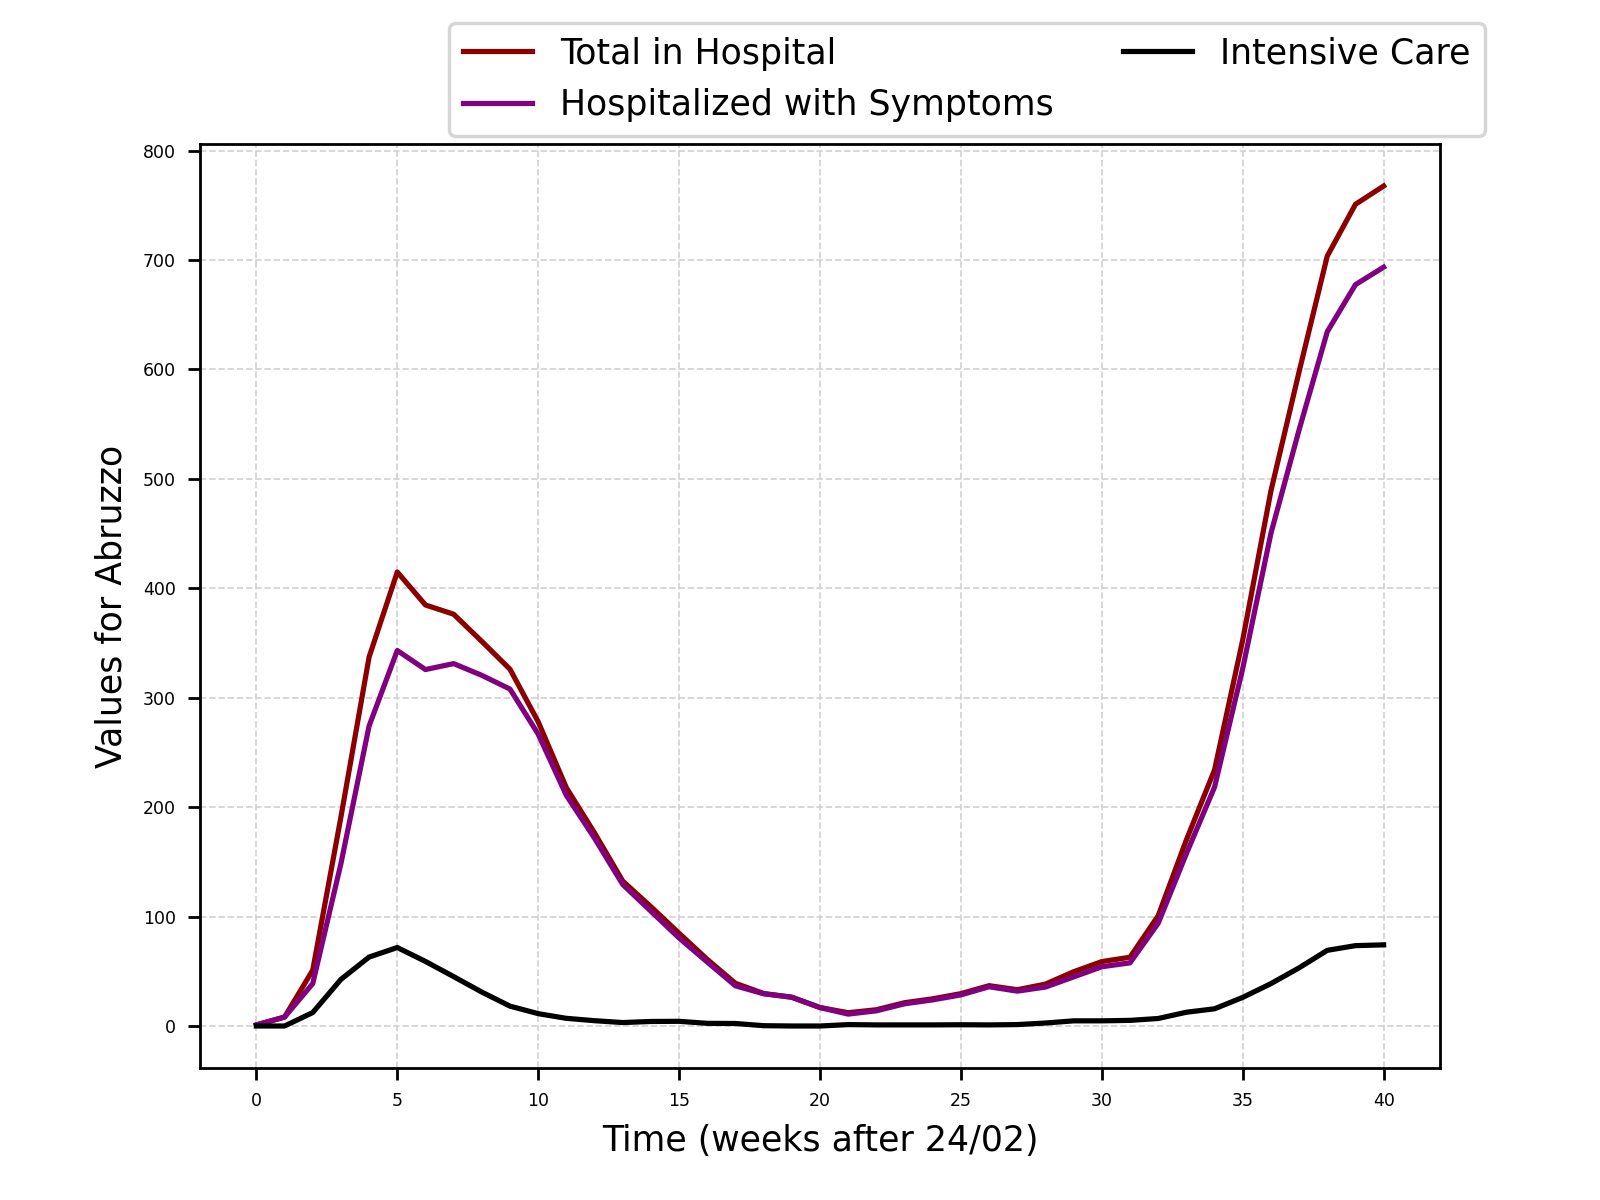 Total in Hospital
Hospitalized with Symptoms
Intensive Care
800
700
600
500
400
300
200
100
0
Values for Abruzzo
0 5 10 15 20 25 30 35 40
Time (weeks after 24/02)